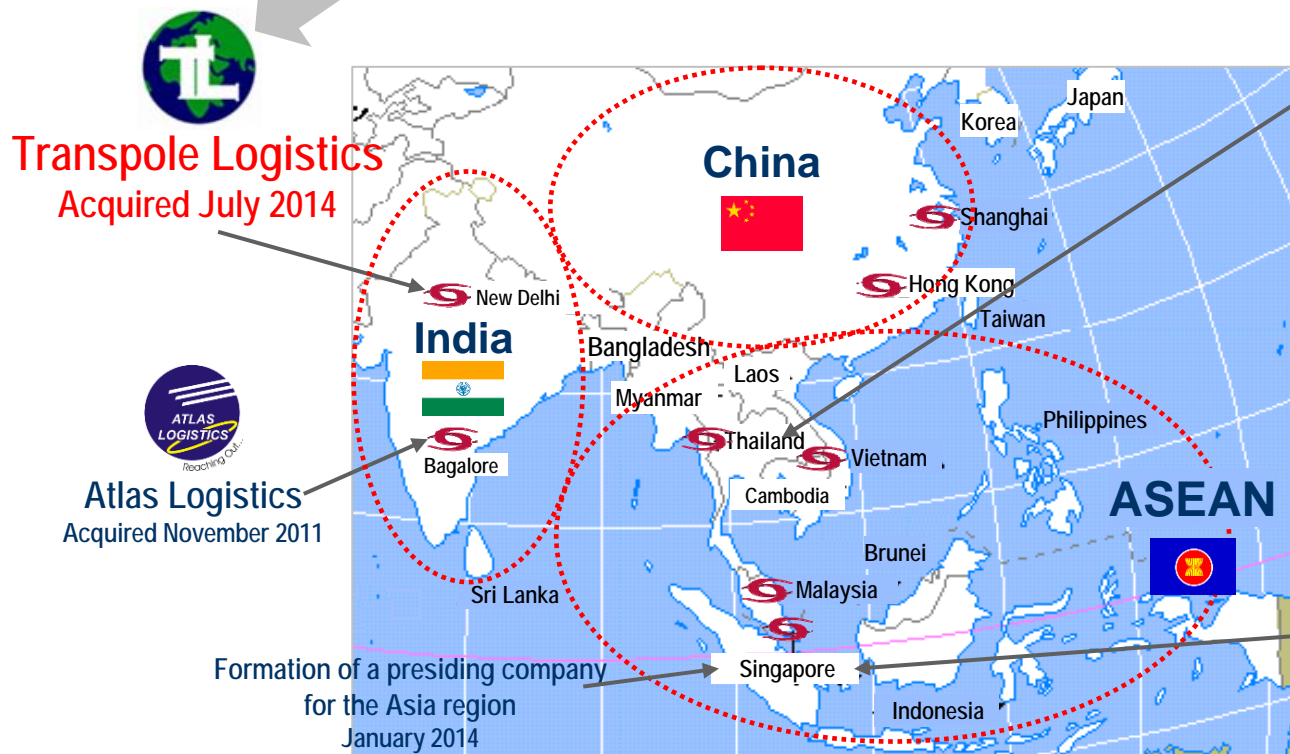 TL
Transpole Logistics
Acquired July 2014
Korea
Japan
China
Shanghai
Hong Kong
Taiwan
New Delhi
India
Bangladesh
Laos
Myanmar
Thailand
Philippines
Vietnam
Cambodia
ATLAS
LOGISTICS
Reaching Out...
Bagalore
Atlas Logistics
Acquired November 2011
ASEAN
Brunei
Malaysia
Sri Lanka
Formation of a presiding company
for the Asia region
January 2014
Singapore
Indonesia